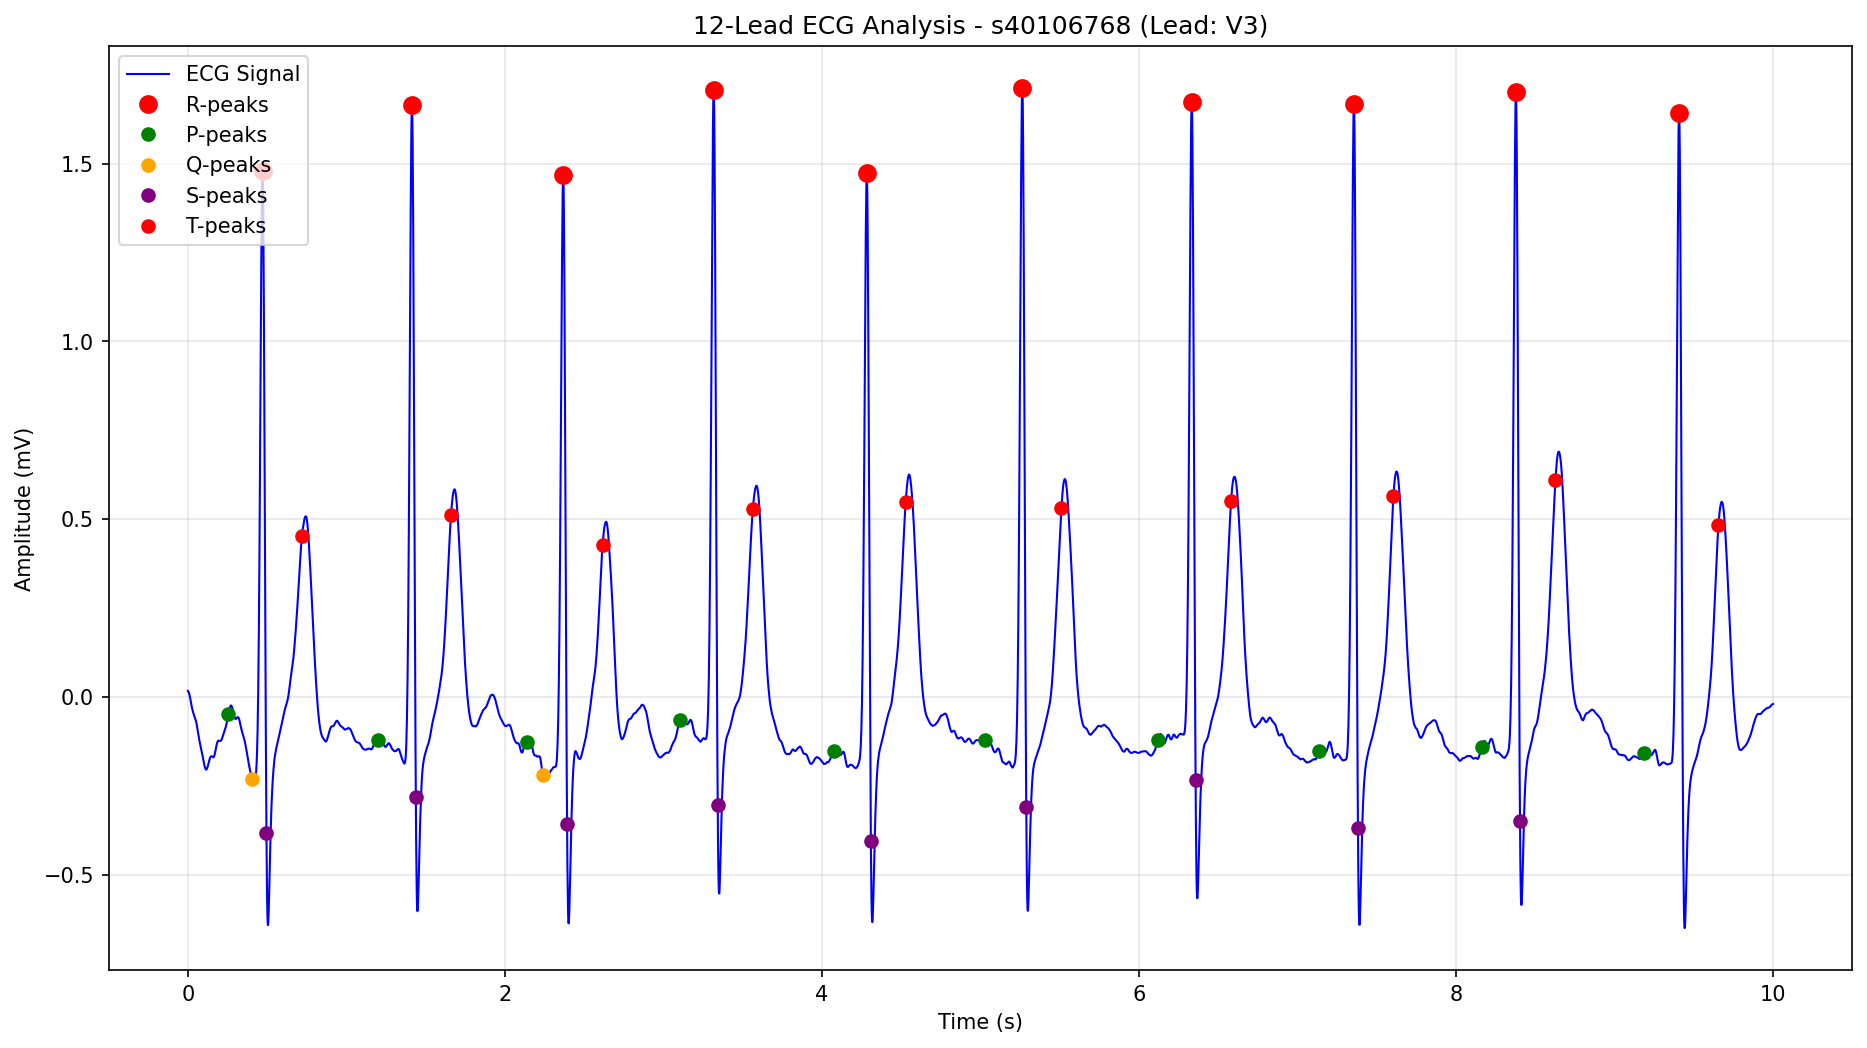 12-Lead ECG Analysis - s40106768 (Lead: V3)
ECG Signal
R-peaks
P-peaks
Q-peaks
S-peaks
T-peaks
Amplitude (mV)
1.5
1.0
0.5
0.0
−0.5
0
2
4
6
8
10
Time (s)